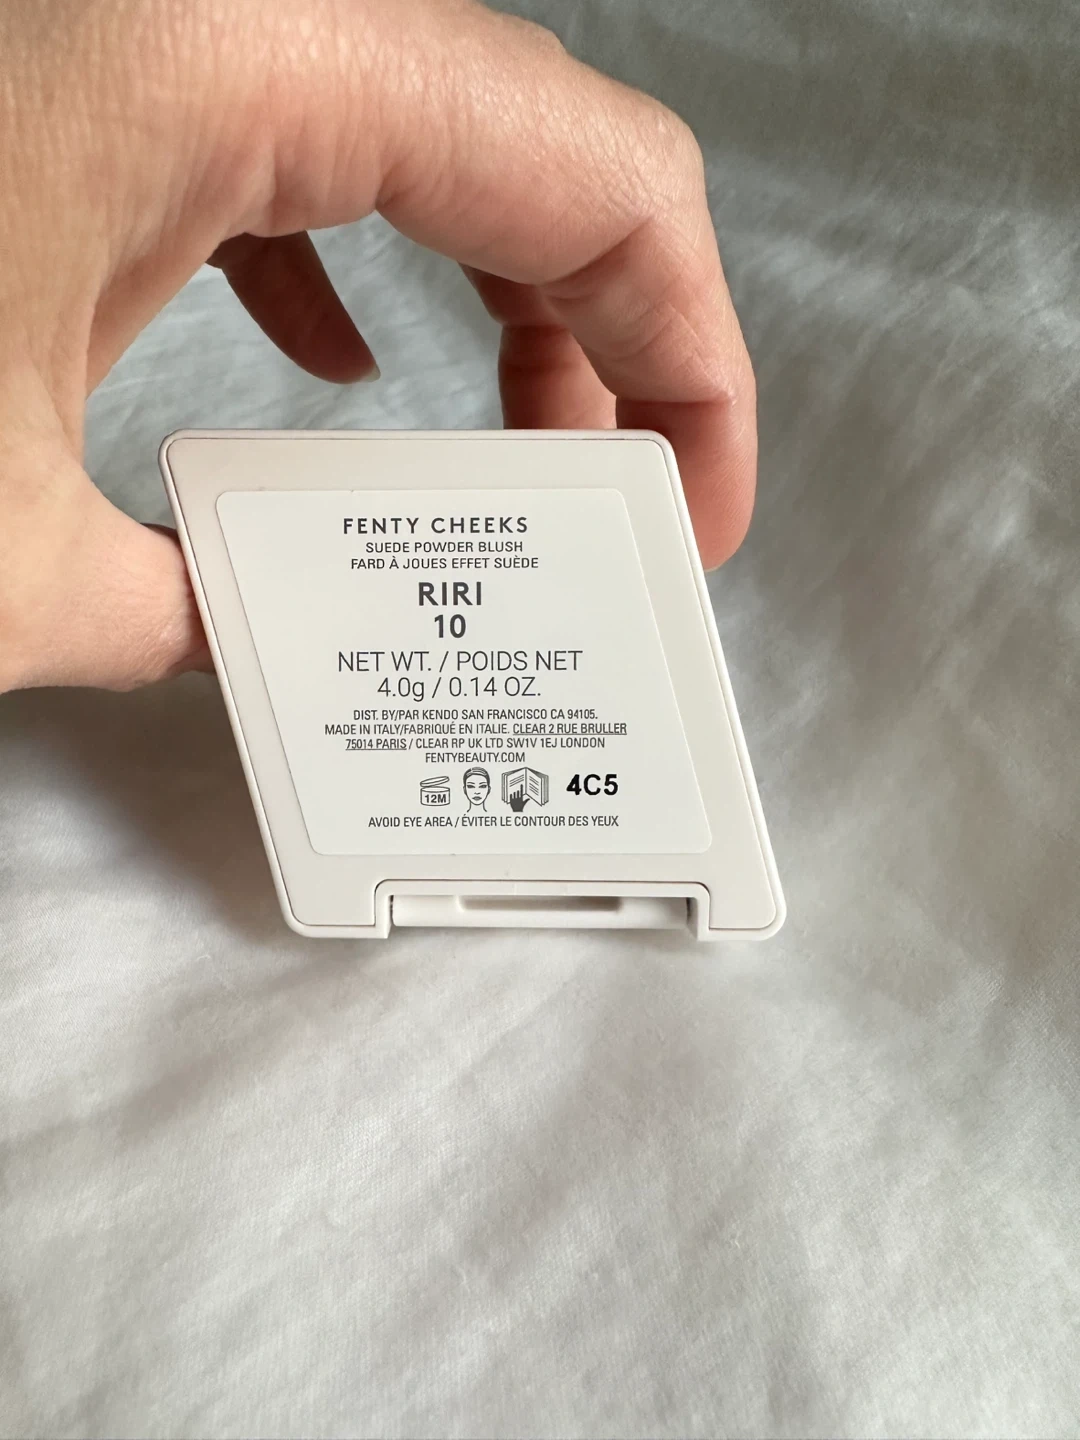 FENTY CHEEKS
SUEDE POWDER BLUSH
FARD À JOUES EFFET SUÈDE
RIRI
10
NET WT. / POIDS NET
4.0g / 0.14 OZ.
DIST. BY/PAR KENDO SAN FRANCISCO CA 94105.
MADE IN ITALY/FABRIQUÉ EN ITALIE. CLEAR 2 RUE BRULLER
75014 PARIS / CLEAR RP UK LTD SW1V 1EJ LONDON
FENTYBEAUTY.COM
12M 4C5
AVOID EYE AREA / ÉVITER LE CONTOUR DES YEUX